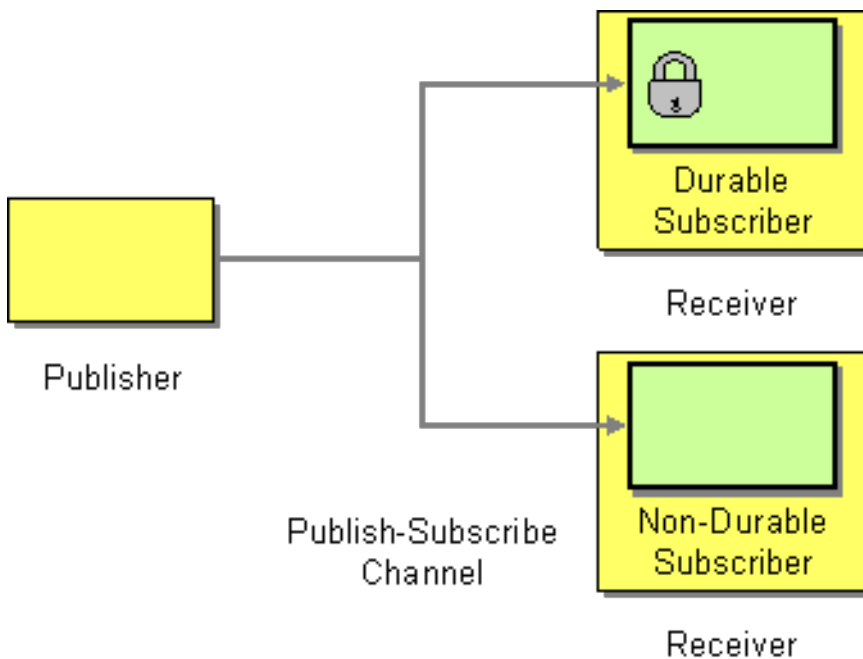 Durable
Subscriber
Receiver
Publisher
Publish-Subscribe
Channel
Non-Durable
Subscriber
Receiver